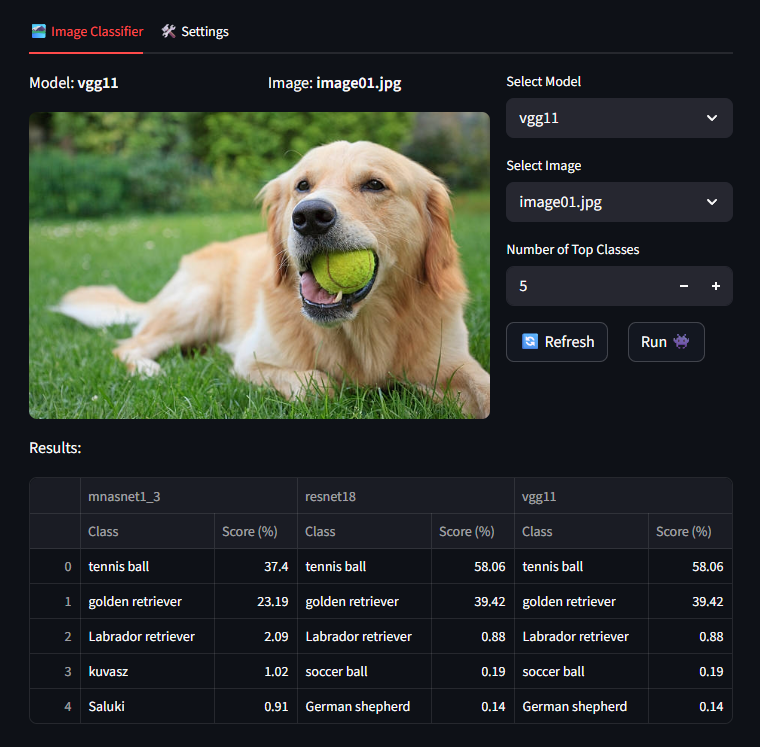 Image Classifier Settings
Model: vgg11 Image: image01.jpg
Select Model
vgg11
Select Image
image01.jpg
Number of Top Classes
5 − +
Refresh Run
Results:
mnasnet1_3 resnet18 vgg11
Class Score (%) Class Score (%) Class Score (%)
0 tennis ball 37.4 tennis ball 58.06 tennis ball 58.06
1 golden retriever 23.19 golden retriever 39.42 golden retriever 39.42
2 Labrador retriever 2.09 Labrador retriever 0.88 Labrador retriever 0.88
3 kuvasz 1.02 soccer ball 0.19 soccer ball 0.19
4 Saluki 0.91 German shepherd 0.14 German shepherd 0.14